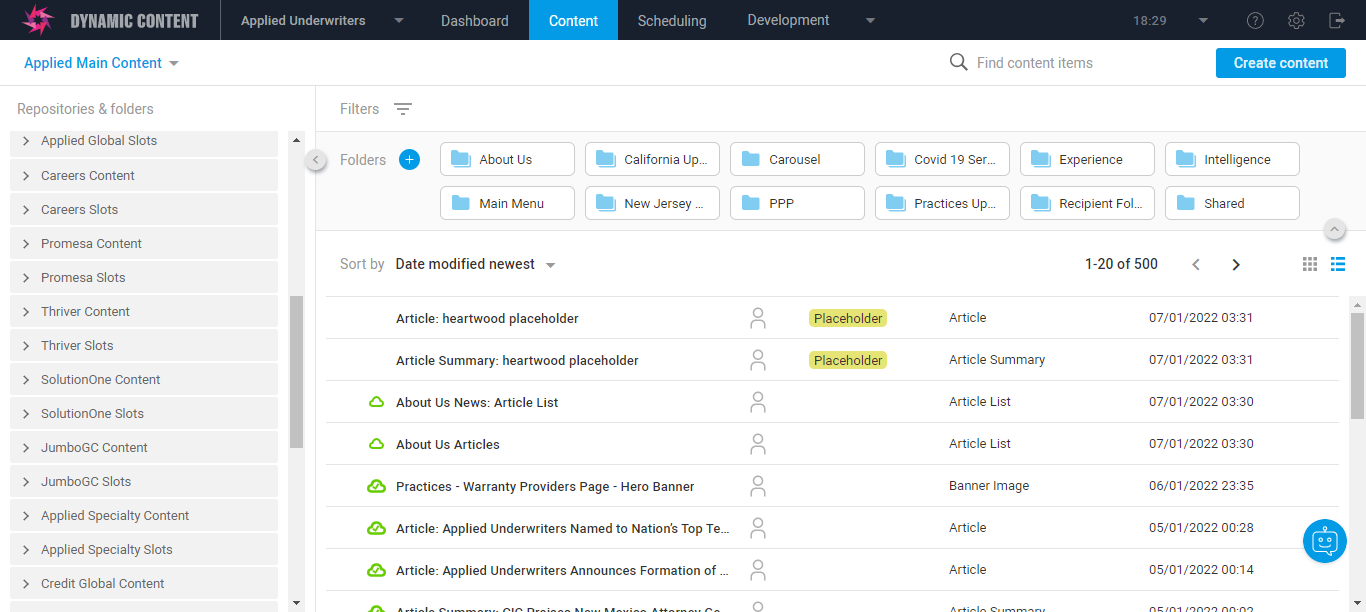 DYNAMIC CONTENT
Applied Underwriters
Dashboard
Content
Scheduling
Development
18:29
Applied Main Content
Find content items
Create content
Repositories & folders
Applied Global Slots
Careers Content
Careers Slots
Promesa Content
Promesa Slots
Thriver Content
Thriver Slots
SolutionOne Content
SolutionOne Slots
JumboGC Content
JumboGC Slots
Applied Specialty Content
Applied Specialty Slots
Credit Global Content
Filters
Folders
About Us
California Up...
Carousel
Covid 19 Ser...
Experience
Intelligence
Main Menu
New Jersey ...
PPP
Practices Up...
Recipient Fol...
Shared
Sort by Date modified newest
1-20 of 500
Article: heartwood placeholder Placeholder Article 07/01/2022 03:31
Article Summary: heartwood placeholder Placeholder Article Summary 07/01/2022 03:31
About Us News: Article List Article List 07/01/2022 03:30
About Us Articles Article List 07/01/2022 03:30
Practices - Warranty Providers Page - Hero Banner Banner Image 06/01/2022 23:35
Article: Applied Underwriters Named to Nation's Top Te... Article 05/01/2022 00:28
Article: Applied Underwriters Announces Formation of ... Article 05/01/2022 00:14
Article Summary: CIC Praises New Mexico Attorney Ge... Article Summary 05/01/2022 00:02